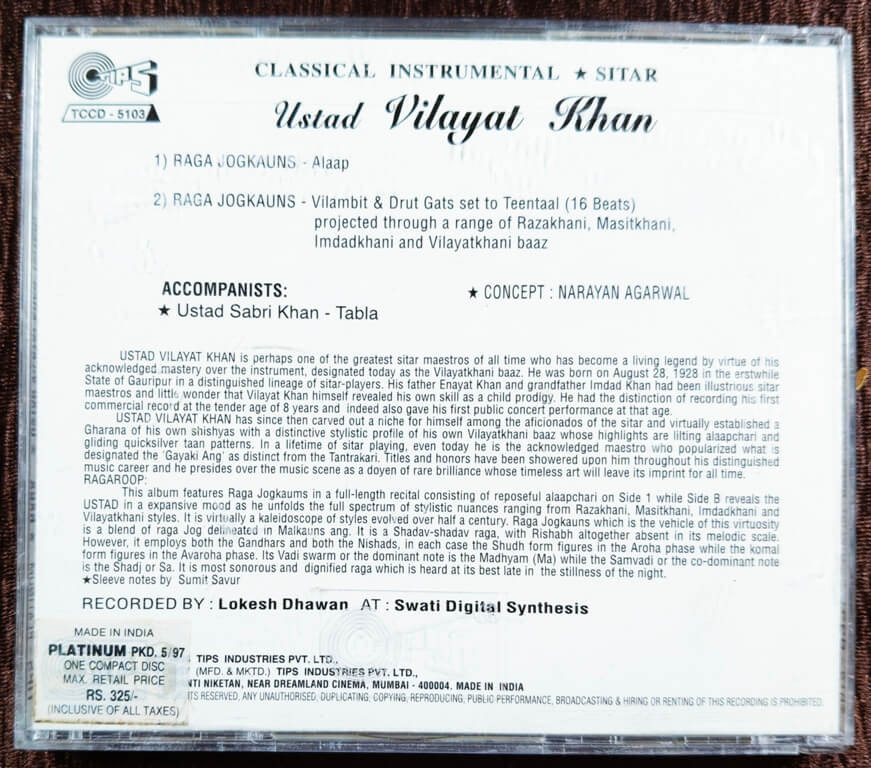 TIPS
TCCD - 5103
CLASSICAL INSTRUMENTAL ★ SITAR
Ustad Vilayat Khan
1) RAGA JOGKAUNS - Alaap
2) RAGA JOGKAUNS - Vilambit & Drut Gats set to Teentaal (16 Beats)
projected through a range of Razakhani, Masitkhani,
Imdadkhani and Vilayatkhani baaz
ACCOMPANISTS:
★ Ustad Sabri Khan - Tabla
★ CONCEPT : NARAYAN AGARWAL
USTAD VILAYAT KHAN is perhaps one of the greatest sitar maestros of all time who has become a living legend by virtue of his
acknowledged mastery over the instrument, designated today as the Vilayatkhani baaz. He was born on August 28, 1928 in the erstwhile
State of Gauripur in a distinguished lineage of sitar-players. His father Enayat Khan and grandfather Imdad Khan had been illustrious sitar
maestros and little wonder that Vilayat Khan himself revealed his own skill as a child prodigy. He had the distinction of recording his first
commercial record at the tender age of 8 years and indeed also gave his first public concert performance at that age.
USTAD VILAYAT KHAN has since then carved out a niche for himself among the aficionados of the sitar and virtually established a
Gharana of his own shishyas with a distinctive stylistic profile of his own Vilayatkhani baaz whose highlights are lilting alaapchari and
gliding quicksilver taan patterns. In a lifetime of sitar playing, even today he is the acknowledged maestro who popularized what is
designated the 'Gayaki Ang' as distinct from the Tantrakari. Titles and honors have been showered upon him throughout his distinguished
music career and he presides over the music scene as a doyen of rare brilliance whose timeless art will leave its imprint for all time.
RAGAROOP:
This album features Raga Jogkaums in a full-length recital consisting of reposeful alaapchari on Side 1 while Side B reveals the
USTAD in a expansive mood as he unfolds the full spectrum of stylistic nuances ranging from Razakhani, Masitkhani, Imdadkhani and
Vilayatkhani styles. It is virtually a kaleidoscope of styles evolved over half a century. Raga Jogkauns which is the vehicle of this virtuosity
is a blend of raga Jog delineated in Malkauns ang. It is a Shadav-shadav raga, with Rishabh altogether absent in its melodic scale.
However, it employs both the Gandhars and both the Nishads, in each case the Shudh form figures in the Aroha phase while the komal
form figures in the Avaroha phase. Its Vadi swarm or the dominant note is the Madhyam (Ma) while the Samvadi or the co-dominant note
is the Shadj or Sa. It is most sonorous and dignified raga which is heard at its best late in the stillness of the night.
★Sleeve notes by Sumit Savur
RECORDED BY : Lokesh Dhawan AT : Swati Digital Synthesis
MADE IN INDIA
PLATINUM PKD. 5/97
ONE COMPACT DISC
MAX. RETAIL PRICE
RS. 325/-
(INCLUSIVE OF ALL TAXES)
TIPS INDUSTRIES PVT. LTD.,
(MFD. & MKTD.) TIPS INDUSTRIES PVT. LTD.,
NTI NIKETAN, NEAR DREAMLAND CINEMA, MUMBAI - 400004. MADE IN INDIA
TS RESERVED, ANY UNAUTHORISED, DUPLICATING, COPYING, REPRODUCING, PUBLIC PERFORMANCE, BROADCASTING & HIRING OR RENTING OF THIS RECORDING IS PROHIBITED.